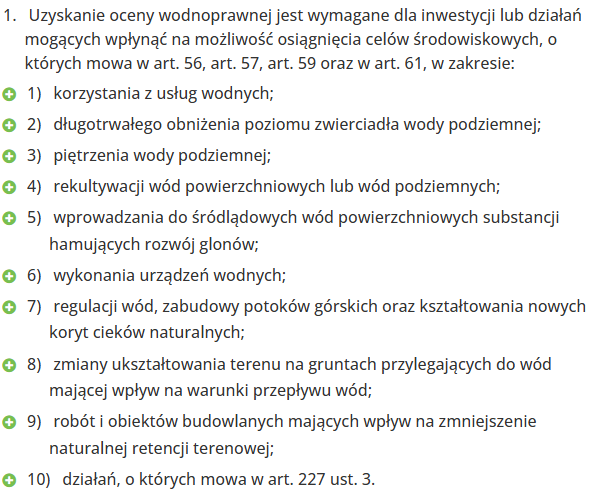 1. Uzyskanie oceny wodnoprawnej jest wymagane dla inwestycji lub działań
mogących wpłynąć na możliwość osiągnięcia celów środowiskowych, o
których mowa w art. 56, art. 57, art. 59 oraz w art. 61, w zakresie:
1) korzystania z usług wodnych;
2) długotrwałego obniżenia poziomu zwierciadła wody podziemnej;
3) piętrzenia wody podziemnej;
4) rekultywacji wód powierzchniowych lub wód podziemnych;
5) wprowadzania do śródlądowych wód powierzchniowych substancji
hamujących rozwój glonów;
6) wykonania urządzeń wodnych;
7) regulacji wód, zabudowy potoków górskich oraz kształtowania nowych
koryt cieków naturalnych;
8) zmiany ukształtowania terenu na gruntach przylegających do wód
mającej wpływ na warunki przepływu wód;
9) robót i obiektów budowlanych mających wpływ na zmniejszenie
naturalnej retencji terenowej;
10) działań, o których mowa w art. 227 ust. 3.